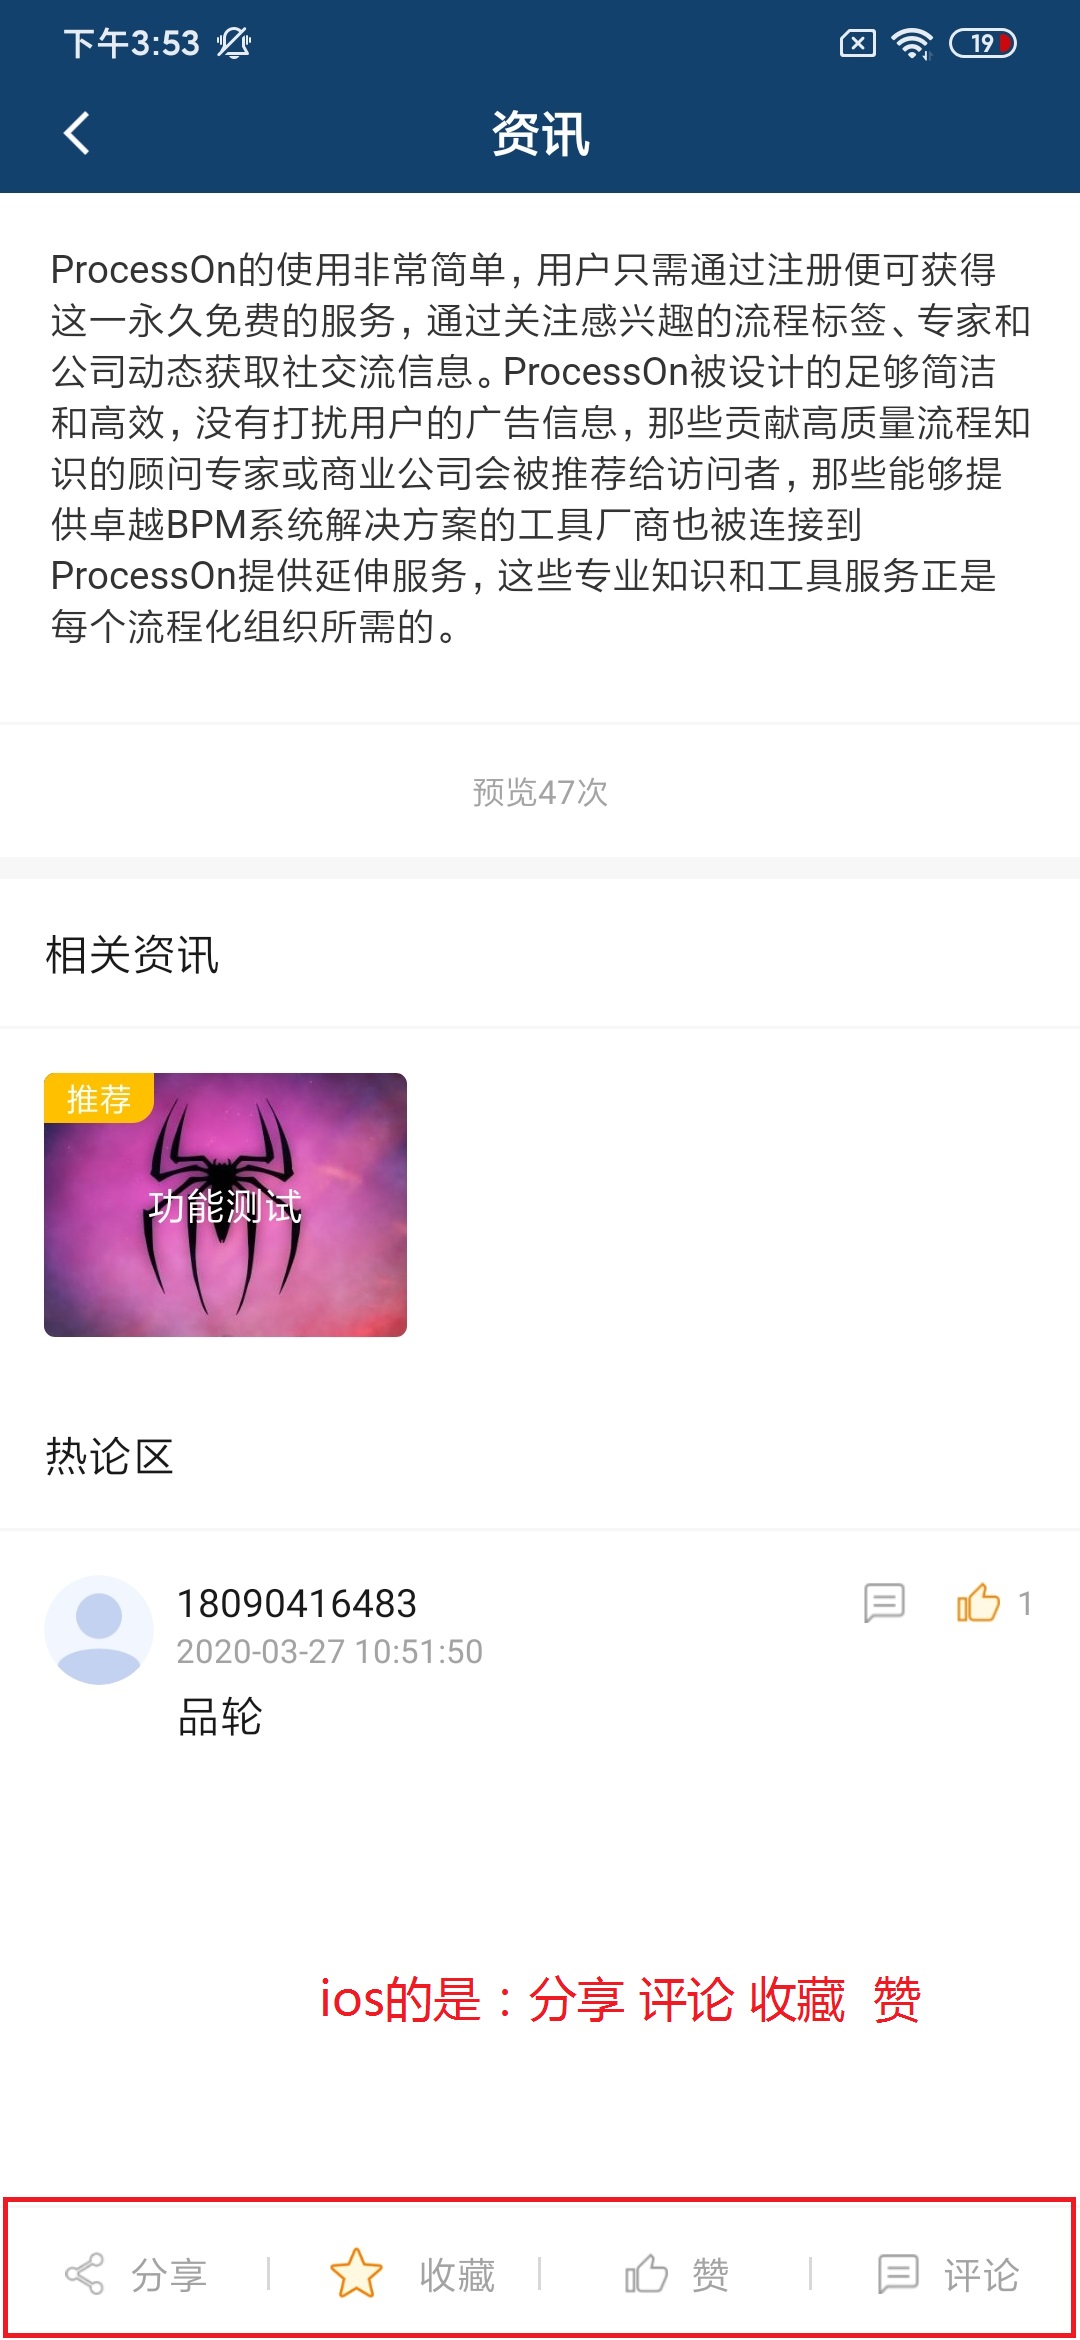 下午3:53
19
资讯
ProcessOn的使用非常简单,用户只需通过注册便可获得
这一永久免费的服务,通过关注感兴趣的流程标签、专家和
公司动态获取社交流信息。ProcessOn被设计的足够简洁
和高效,没有打扰用户的广告信息,那些贡献高质量流程知
识的顾问专家或商业公司会被推荐给访问者,那些能够提
供卓越BPM系统解决方案的工具厂商也被连接到
ProcessOn提供延伸服务,这些专业知识和工具服务正是
每个流程化组织所需的。
预览47次
相关资讯
推荐
功能测试
热论区
18090416483
1
2020-03-27 10:51:50
品轮
ios的是：分享 评论 收藏 赞
分享 收藏 赞 评论